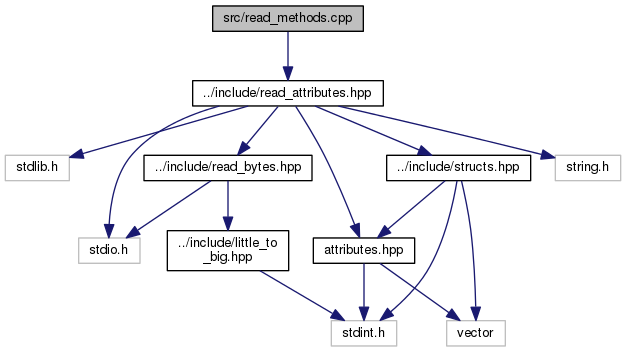 src/read_methods.cpp
../include/read_attributes.hpp
stdlib.h
../include/read_bytes.hpp
../include/structs.hpp
string.h
stdio.h
../include/little_to
_big.hpp
attributes.hpp
stdint.h
vector